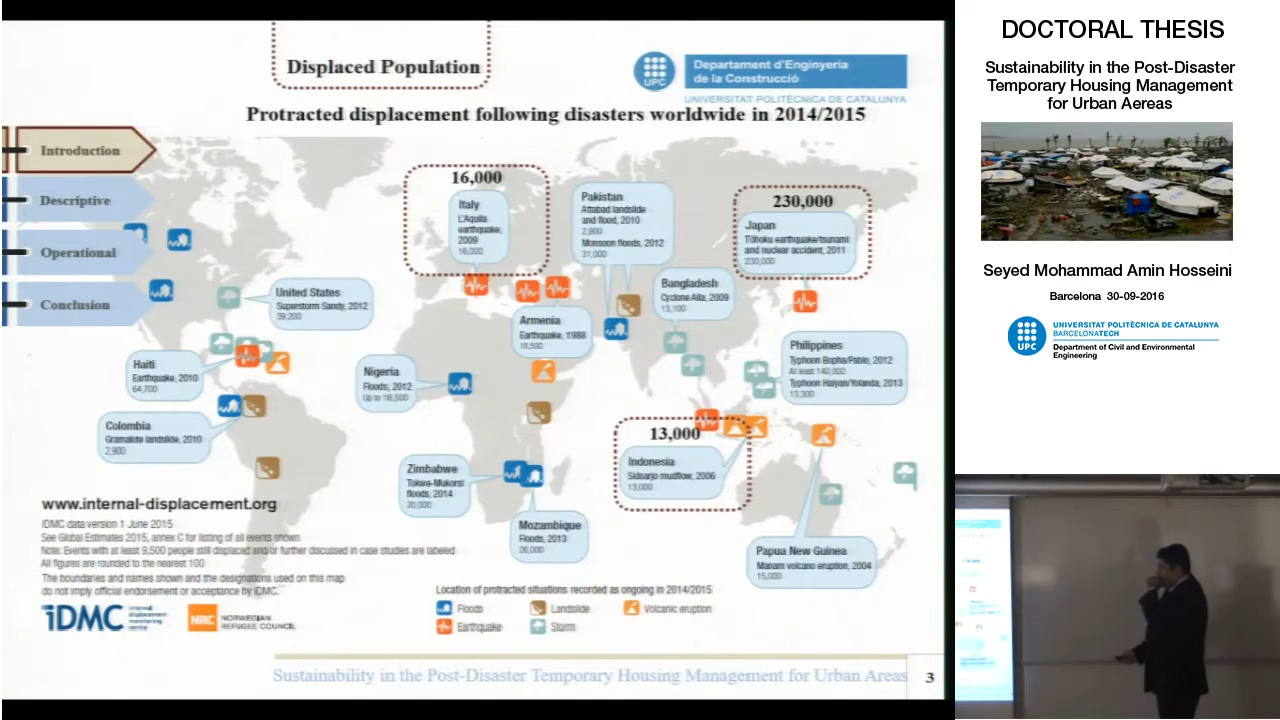 Displaced Population
UPC
Departament d'Enginyeria
de la Construcció
UNIVERSITAT POLITÈCNICA DE CATALUNYA
Protracted displacement following disasters worldwide in 2014/2015
Introduction
Descriptive
Operational
Conclusion
16,000
Italy
L'Aquila
earthquake,
2009
16,000
Pakistan
Attabad landslide
and flood, 2010
2,900
Monsoon floods, 2012
31,000
230,000
Japan
Tōhoku earthquake/tsunami
and nuclear accident, 2011
230,000
United States
Superstorm Sandy, 2012
39,200
Bangladesh
Cyclone Aila, 2009
13,100
Armenia
Earthquake, 1988
18,500
Haiti
Earthquake, 2010
64,700
Nigeria
Floods, 2012
Up to 16,500
Philippines
Typhoon Bopha/Pablo, 2012
At least 140,000
Typhoon Haiyan/Yolanda, 2013
13,300
Colombia
Gramalote landslide, 2010
2,900
13,000
Indonesia
Sidoarjo mudflow, 2006
13,000
Zimbabwe
Tokwe-Mukorsi
floods, 2014
20,000
Mozambique
Floods, 2013
Papua New Guinea
Manam volcano eruption, 2004
15,000
www.internal-displacement.org
IDMC data version 1 June 2015
See Global Estimates 2015, annex C for listing of all events shown
Note: Events with at least 9,500 people still displaced and/or further discussed in case studies are labeled
All figures are rounded to the nearest 100
The boundaries and names shown and the designations used on this map
do not imply official endorsement or acceptance by IDMC.
iDMC
internal
displacement
monitoring
centre
NRC
NORWEGIAN
REFUGEE COUNCIL
Location of protracted situations recorded as ongoing in 2014/2015
Floods
Landslide
Volcanic eruption
Earthquake
Storm
Sustainability in the Post-Disaster Temporary Housing Management for Urban Areas
3
DOCTORAL THESIS
Sustainability in the Post-Disaster
Temporary Housing Management
for Urban Aereas
Seyed Mohammad Amin Hosseini
Barcelona 30-09-2016
UPC
UNIVERSITAT POLITÈCNICA DE CATALUNYA
BARCELONATECH
Department of Civil and Environmental
Engineering